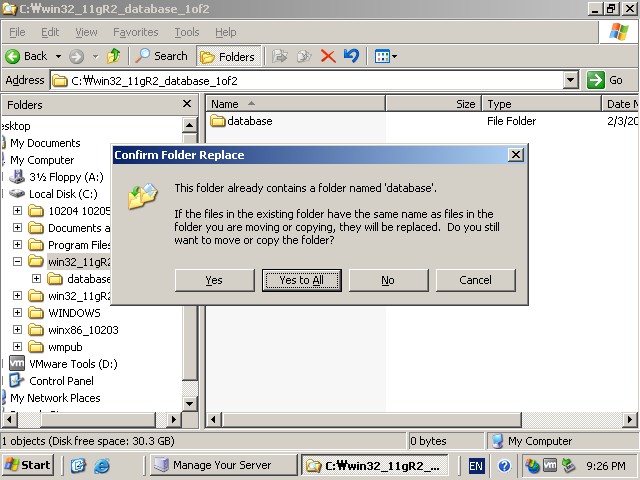 C:₩win32_11gR2_database_1of2
File Edit View Favorites Tools Help
Back Search Folders
Address C:₩win32_11gR2_database_1of2 Go
Folders
Name Size Type Date
esktop
database File Folder 2/3/20
My Documents
My Computer
3½ Floppy (A:)
Local Disk (C:)
10204 10205
Documents a
Program Files
win32_11gR2
database
win32_11gR2
WINDOWS
winx86_10203
wmpub
VMware Tools (D:)
Control Panel
My Network Places
Confirm Folder Replace
This folder already contains a folder named 'database'.
If the files in the existing folder have the same name as files in the
folder you are moving or copying, they will be replaced. Do you still
want to move or copy the folder?
Yes Yes to All No Cancel
1 objects (Disk free space: 30.3 GB) 0 bytes My Computer
Start Manage Your Server C:₩win32_11gR2_... EN 9:26 PM